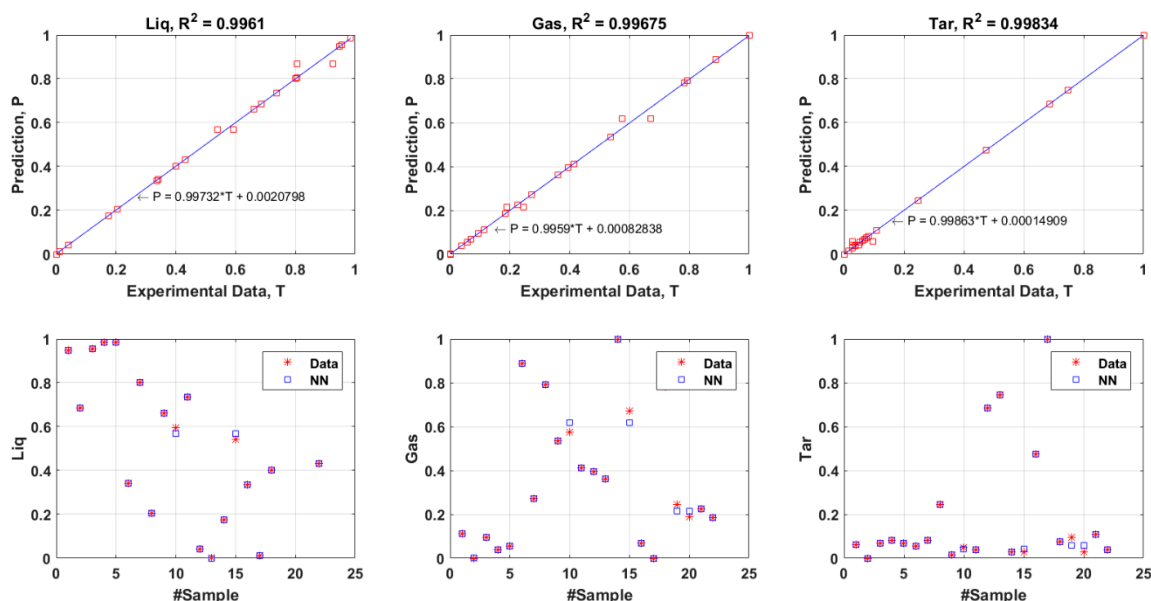 Liq, R² = 0.9961
Prediction, P
1
0.8
0.6
0.4
0.2
0
← P = 0.99732*T + 0.0020798
0 0.2 0.4 0.6 0.8 1
Experimental Data, T
Gas, R² = 0.99675
Prediction, P
1
0.8
0.6
0.4
0.2
0
← P = 0.9959*T + 0.00082838
0 0.2 0.4 0.6 0.8 1
Experimental Data, T
Tar, R² = 0.99834
Prediction, P
1
0.8
0.6
0.4
0.2
0
← P = 0.99863*T + 0.00014909
0 0.2 0.4 0.6 0.8 1
Experimental Data, T
Liq
1
0.8
0.6
0.4
0.2
0
Data
NN
0 5 10 15 20 25
#Sample
Gas
1
0.8
0.6
0.4
0.2
0
Data
NN
0 5 10 15 20 25
#Sample
Tar
1
0.8
0.6
0.4
0.2
0
Data
NN
0 5 10 15 20 25
#Sample